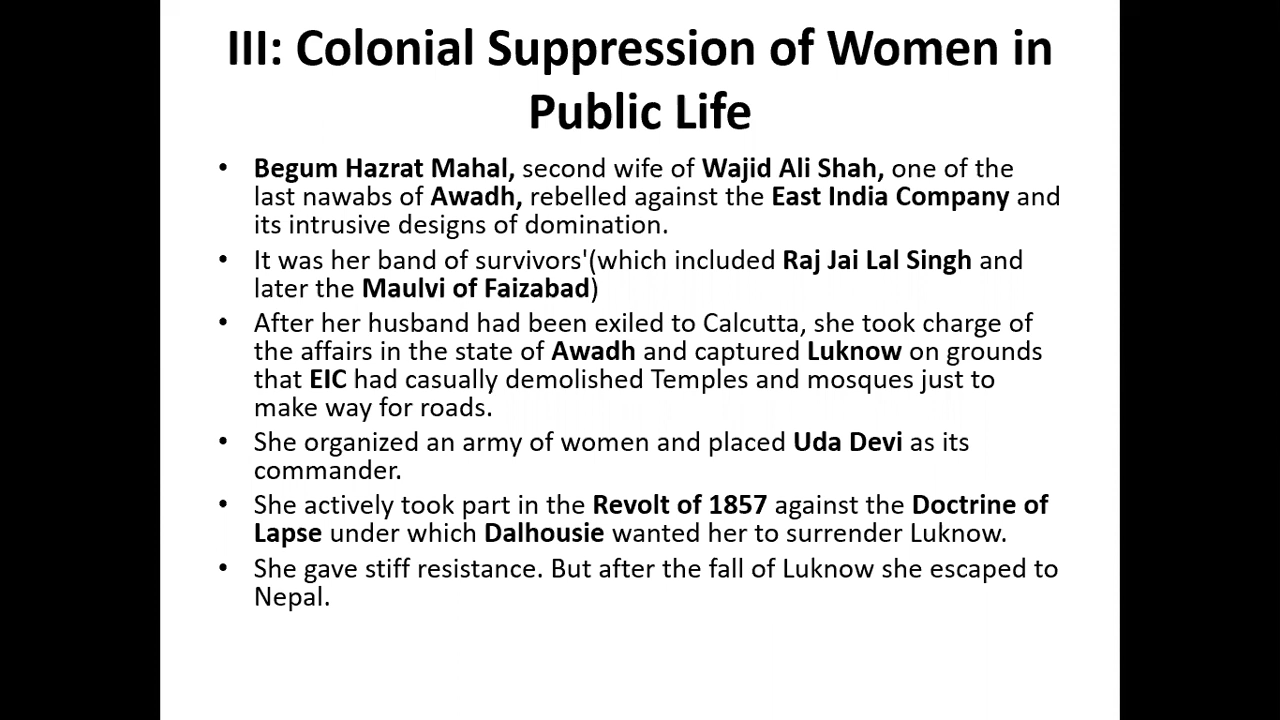 III: Colonial Suppression of Women in
Public Life
• Begum Hazrat Mahal, second wife of Wajid Ali Shah, one of the
last nawabs of Awadh, rebelled against the East India Company and
its intrusive designs of domination.
• It was her band of survivors'(which included Raj Jai Lal Singh and
later the Maulvi of Faizabad)
• After her husband had been exiled to Calcutta, she took charge of
the affairs in the state of Awadh and captured Luknow on grounds
that EIC had casually demolished Temples and mosques just to
make way for roads.
• She organized an army of women and placed Uda Devi as its
commander.
• She actively took part in the Revolt of 1857 against the Doctrine of
Lapse under which Dalhousie wanted her to surrender Luknow.
• She gave stiff resistance. But after the fall of Luknow she escaped to
Nepal.